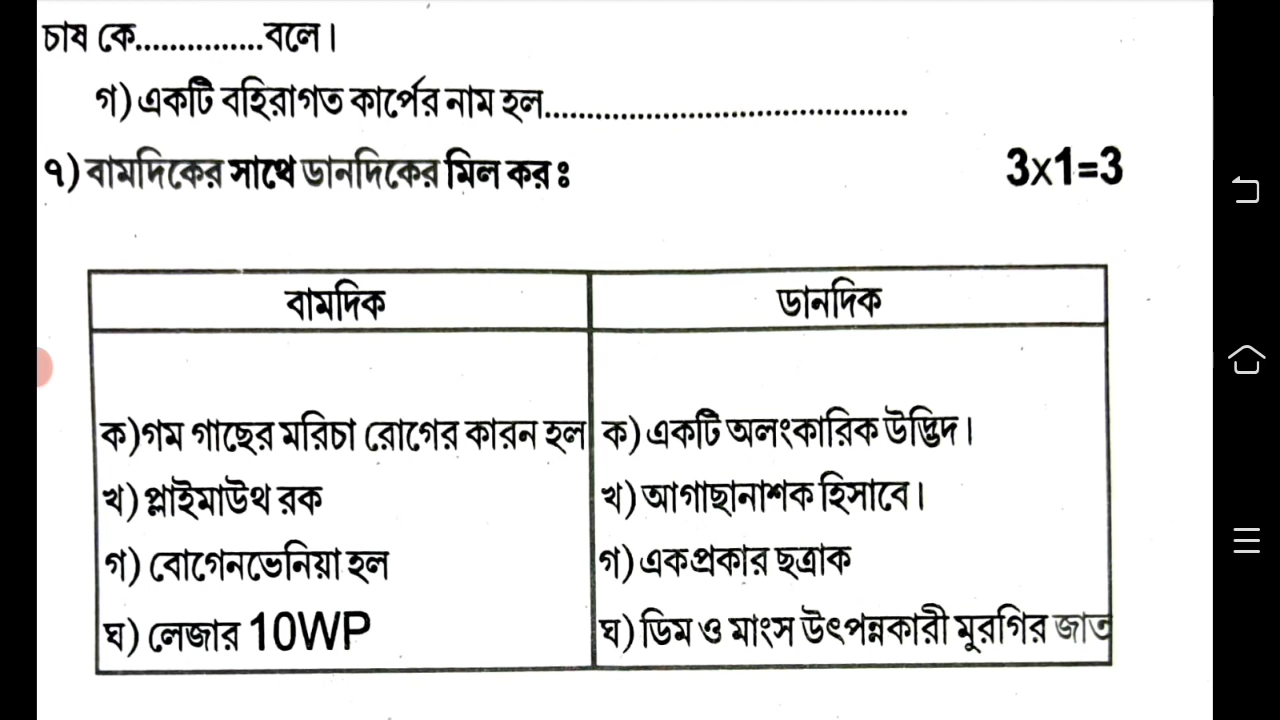 চাষ কে...............বলে।
গ) একটি বহিরাগত কার্পের নাম হল...........................................
৭) বামদিকের সাথে ডানদিকের মিল কর ঃ 3x1=3
বামদিক ডানদিক
ক)গম গাছের মরিচা রোগের কারন হল ক) একটি অলংকারিক উদ্ভিদ।
খ) প্লাইমাউথ রক খ) আগাছানাশক হিসাবে।
গ) বোগেনভেনিয়া হল গ) একপ্রকার ছত্রাক
ঘ) লেজার 10WP ঘ) ডিম ও মাংস উৎপন্নকারী মুরগির জাত